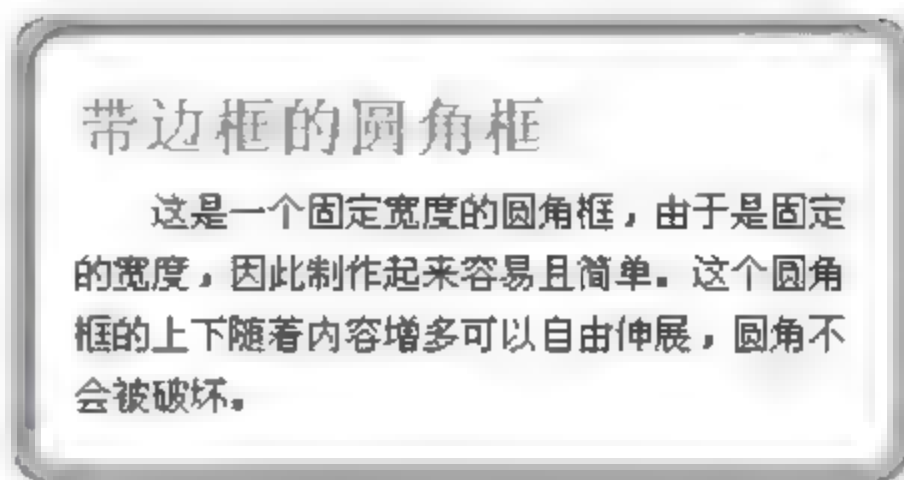 带边框的圆角框
这是一个固定宽度的圆角框，由于是固定
的宽度，因此制作起来容易且简单。这个圆角
框的上下随着内容增多可以自由伸展，圆角不
会被破坏。